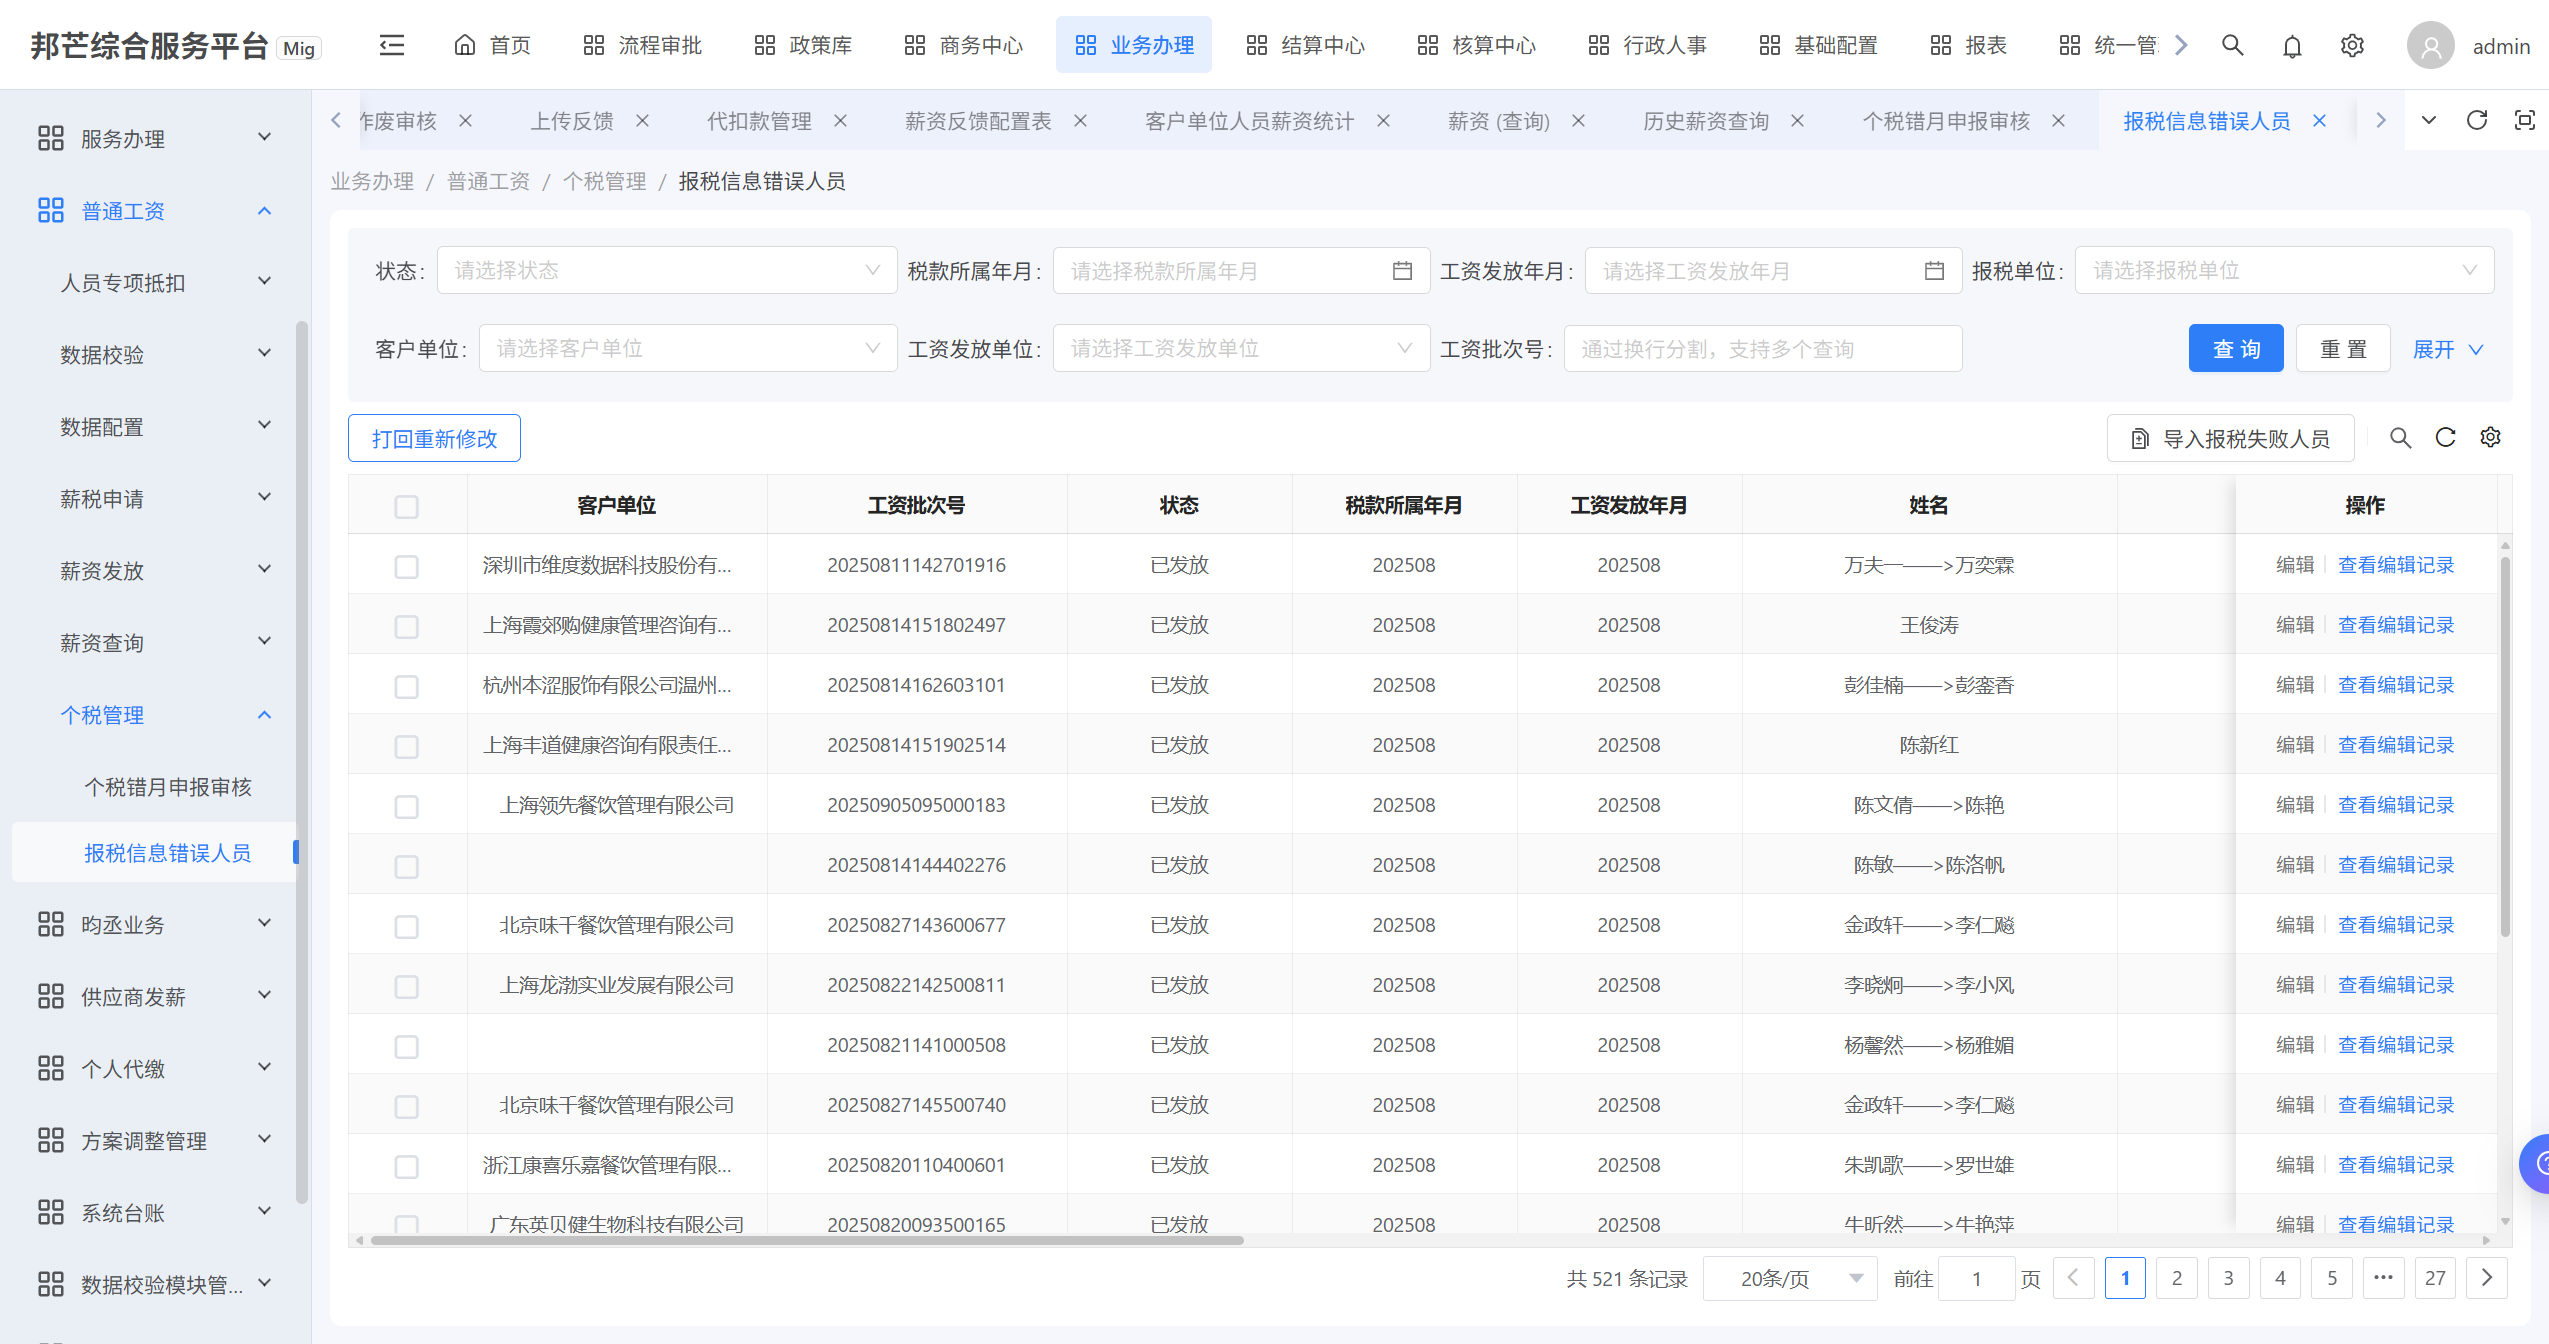 邦芒综合服务平台 Mig 首页 流程审批 政策库 商务中心 业务办理 结算中心 核算中心 行政人事 基础配置 报表 统一管 admin
作废审核 上传反馈 代扣款管理 薪资反馈配置表 客户单位人员薪资统计 薪资 (查询) 历史薪资查询 个税错月申报审核 报税信息错误人员
业务办理 / 普通工资 / 个税管理 / 报税信息错误人员
服务办理
普通工资
人员专项抵扣
数据校验
数据配置
薪税申请
薪资发放
薪资查询
个税管理
个税错月申报审核
报税信息错误人员
昀丞业务
供应商发薪
个人代缴
方案调整管理
系统台账
数据校验模块管...
状态: 请选择状态 税款所属年月: 请选择税款所属年月 工资发放年月: 请选择工资发放年月 报税单位: 请选择报税单位
客户单位: 请选择客户单位 工资发放单位: 请选择工资发放单位 工资批次号: 通过换行分割，支持多个查询 查 询 重 置 展开
打回重新修改 导入报税失败人员
客户单位 工资批次号 状态 税款所属年月 工资发放年月 姓名 操作
深圳市维度数据科技股份有... 20250811142701916 已发放 202508 202508 万夫一——>万奕霖 编辑 查看编辑记录
上海霞郊购健康管理咨询有... 20250814151802497 已发放 202508 202508 王俊涛 编辑 查看编辑记录
杭州本涩服饰有限公司温州... 20250814162603101 已发放 202508 202508 彭佳楠——>彭銮香 编辑 查看编辑记录
上海丰道健康咨询有限责任... 20250814151902514 已发放 202508 202508 陈新红 编辑 查看编辑记录
上海领先餐饮管理有限公司 20250905095000183 已发放 202508 202508 陈文倩——>陈艳 编辑 查看编辑记录
20250814144402276 已发放 202508 202508 陈敏——>陈洛帆 编辑 查看编辑记录
北京味千餐饮管理有限公司 20250827143600677 已发放 202508 202508 金政轩——>李仁飚 编辑 查看编辑记录
上海龙渤实业发展有限公司 20250822142500811 已发放 202508 202508 李晓炯——>李小风 编辑 查看编辑记录
20250821141000508 已发放 202508 202508 杨馨然——>杨雅媚 编辑 查看编辑记录
北京味千餐饮管理有限公司 20250827145500740 已发放 202508 202508 金政轩——>李仁飚 编辑 查看编辑记录
浙江康喜乐嘉餐饮管理有限... 20250820110400601 已发放 202508 202508 朱凯歌——>罗世雄 编辑 查看编辑记录
广东英贝健生物科技有限公司 20250820093500165 已发放 202508 202508 牛昕然——>牛艳萍 编辑 查看编辑记录
共 521 条记录 20条/页 前往 1 页 1 2 3 4 5 ••• 27